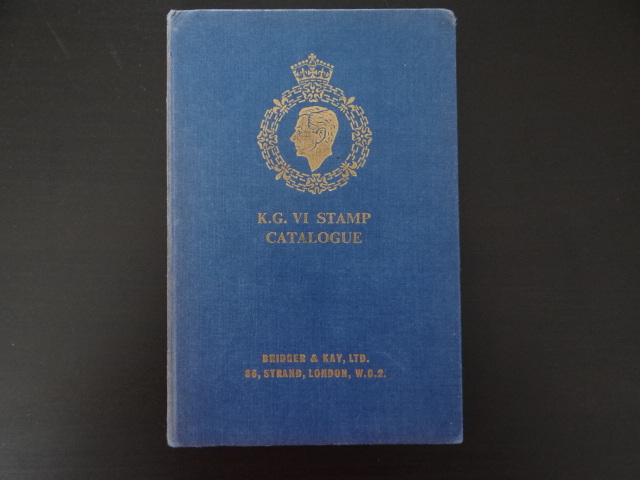 K.G. VI STAMP
CATALOGUE
BRIDGER & KAY, LTD.
86, STRAND, LONDON, W.C.2.